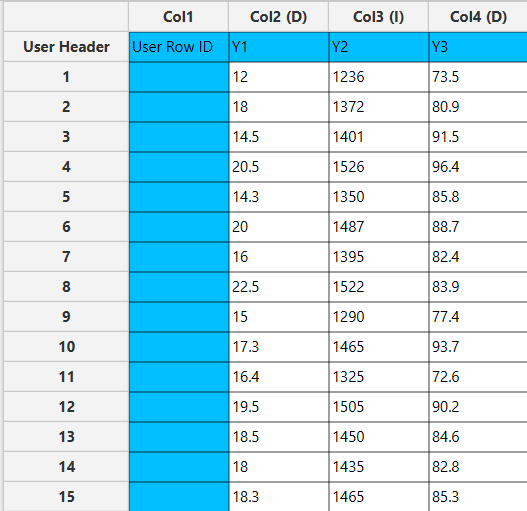 Col1 Col2 (D) Col3 (I) Col4 (D)
User Header User Row ID Y1 Y2 Y3
1 12 1236 73.5
2 18 1372 80.9
3 14.5 1401 91.5
4 20.5 1526 96.4
5 14.3 1350 85.8
6 20 1487 88.7
7 16 1395 82.4
8 22.5 1522 83.9
9 15 1290 77.4
10 17.3 1465 93.7
11 16.4 1325 72.6
12 19.5 1505 90.2
13 18.5 1450 84.6
14 18 1435 82.8
15 18.3 1465 85.3